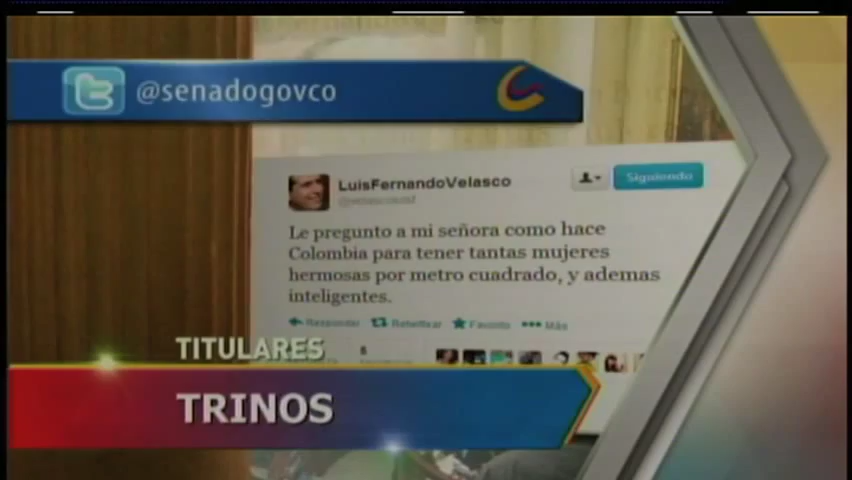 @senadogovco
LuisFernandoVelasco
Siguiendo
Le pregunto a mi señora como hace
Colombia para tener tantas mujeres
hermosas por metro cuadrado, y ademas
inteligentes.
Responder Retwittear Favorito Más
TITULARES
TRINOS